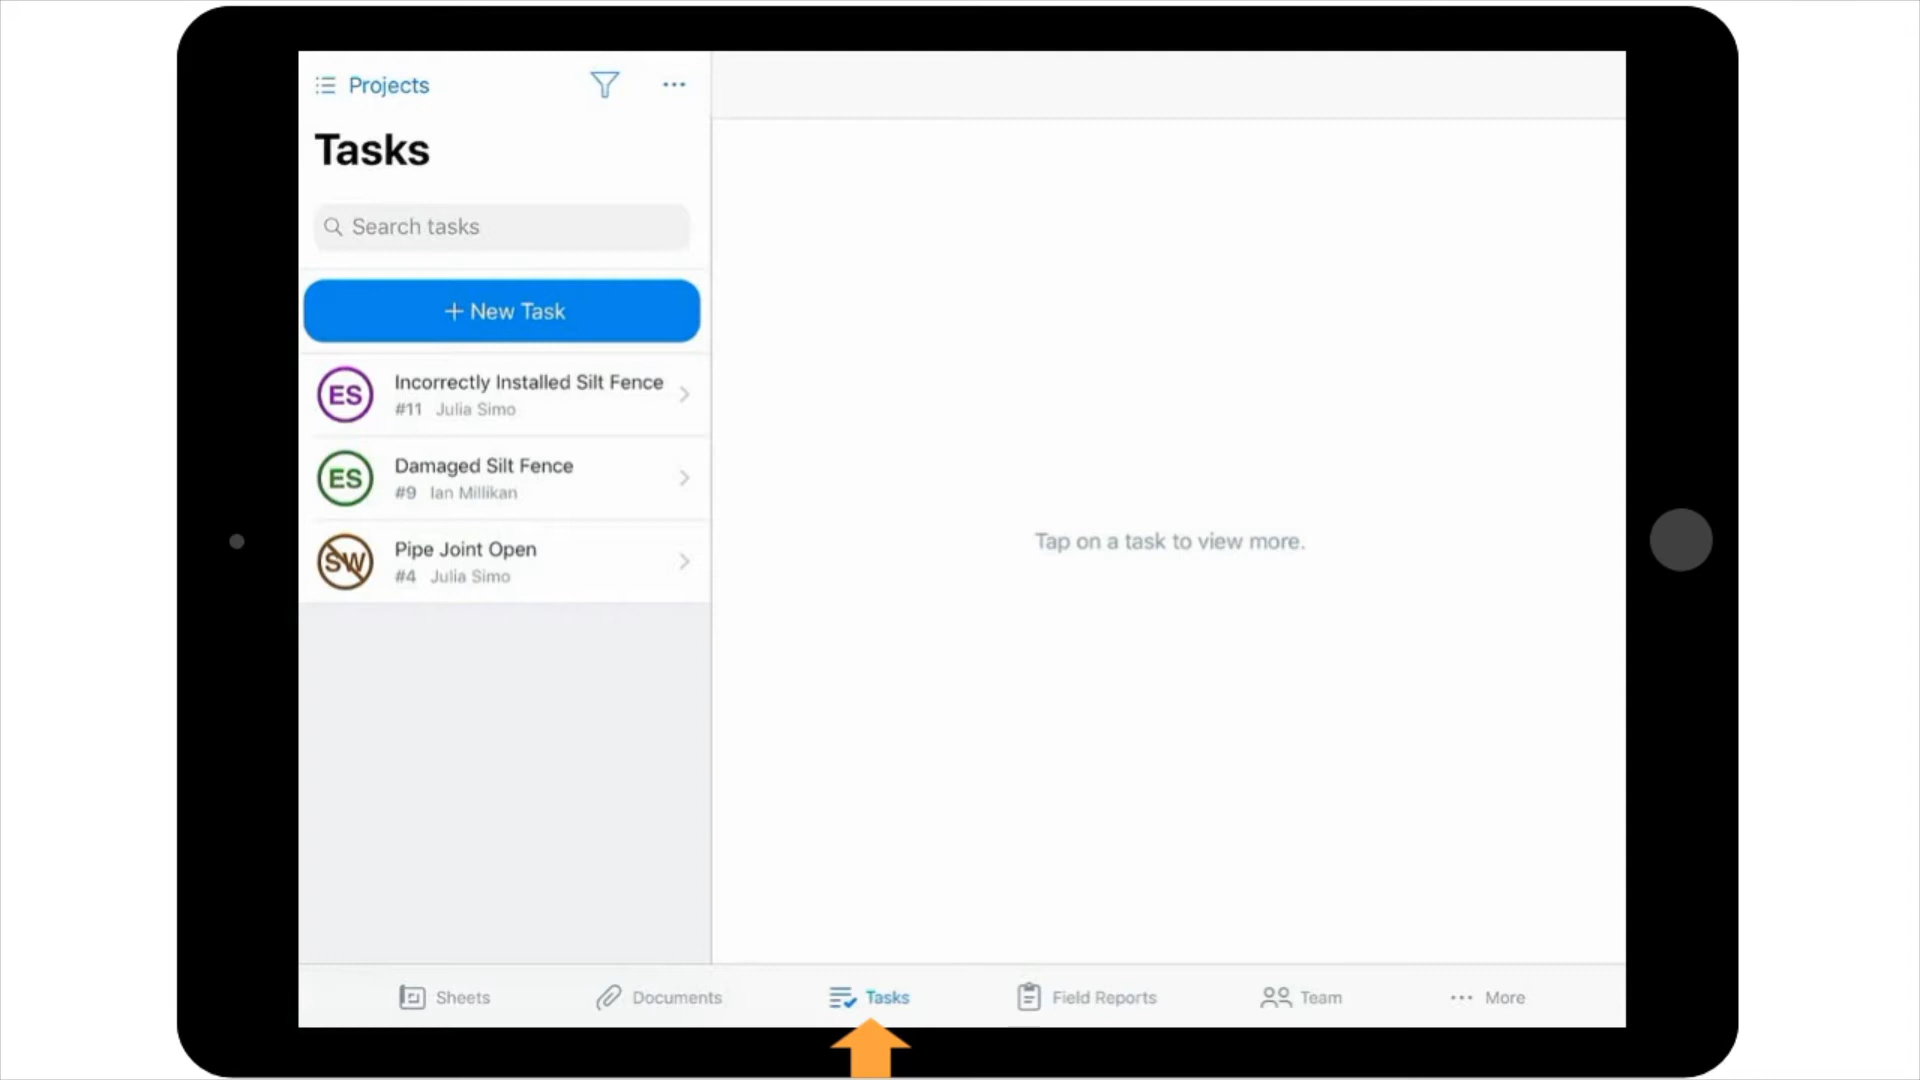 Projects
Tasks
Search tasks
+ New Task
ES
Incorrectly Installed Silt Fence
#11 Julia Simo
ES
Damaged Silt Fence
#9 Ian Millikan
SW
Pipe Joint Open
#4 Julia Simo
Tap on a task to view more.
Sheets
Documents
Tasks
Field Reports
Team
More